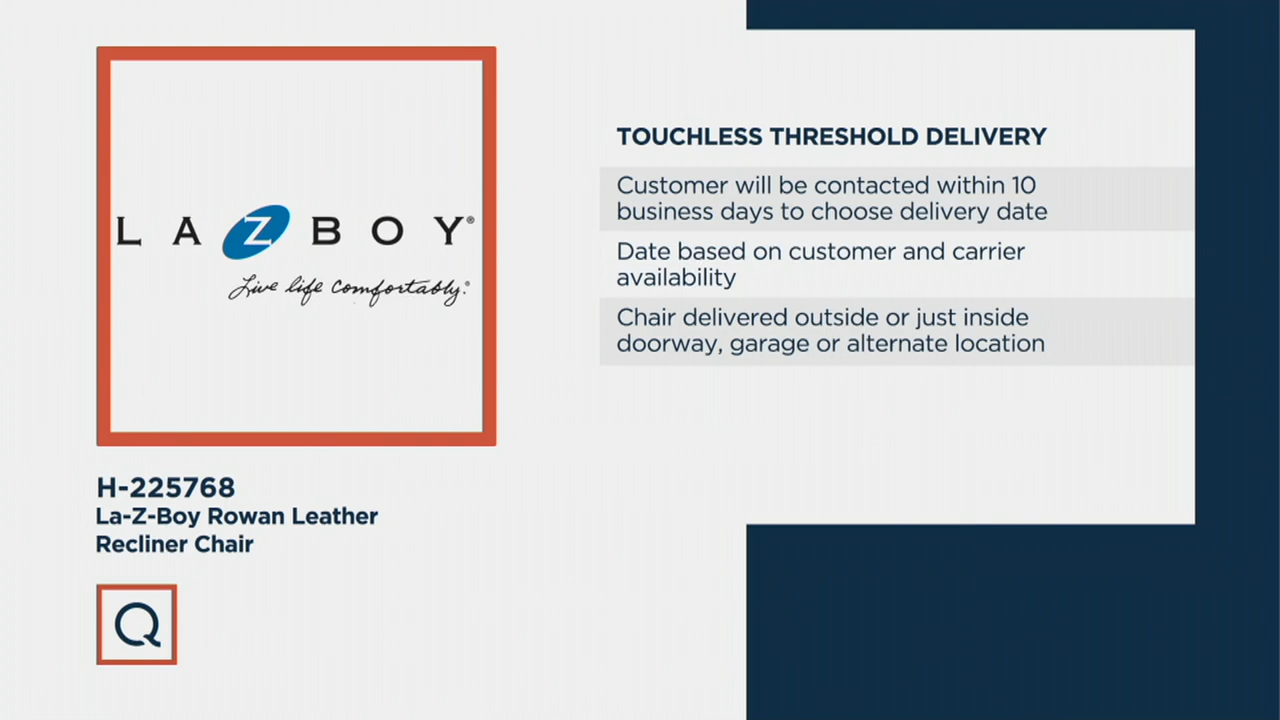 LA Z BOY®
Live life comfortably.®
H-225768
La-Z-Boy Rowan Leather
Recliner Chair
Q
TOUCHLESS THRESHOLD DELIVERY
Customer will be contacted within 10
business days to choose delivery date
Date based on customer and carrier
availability
Chair delivered outside or just inside
doorway, garage or alternate location